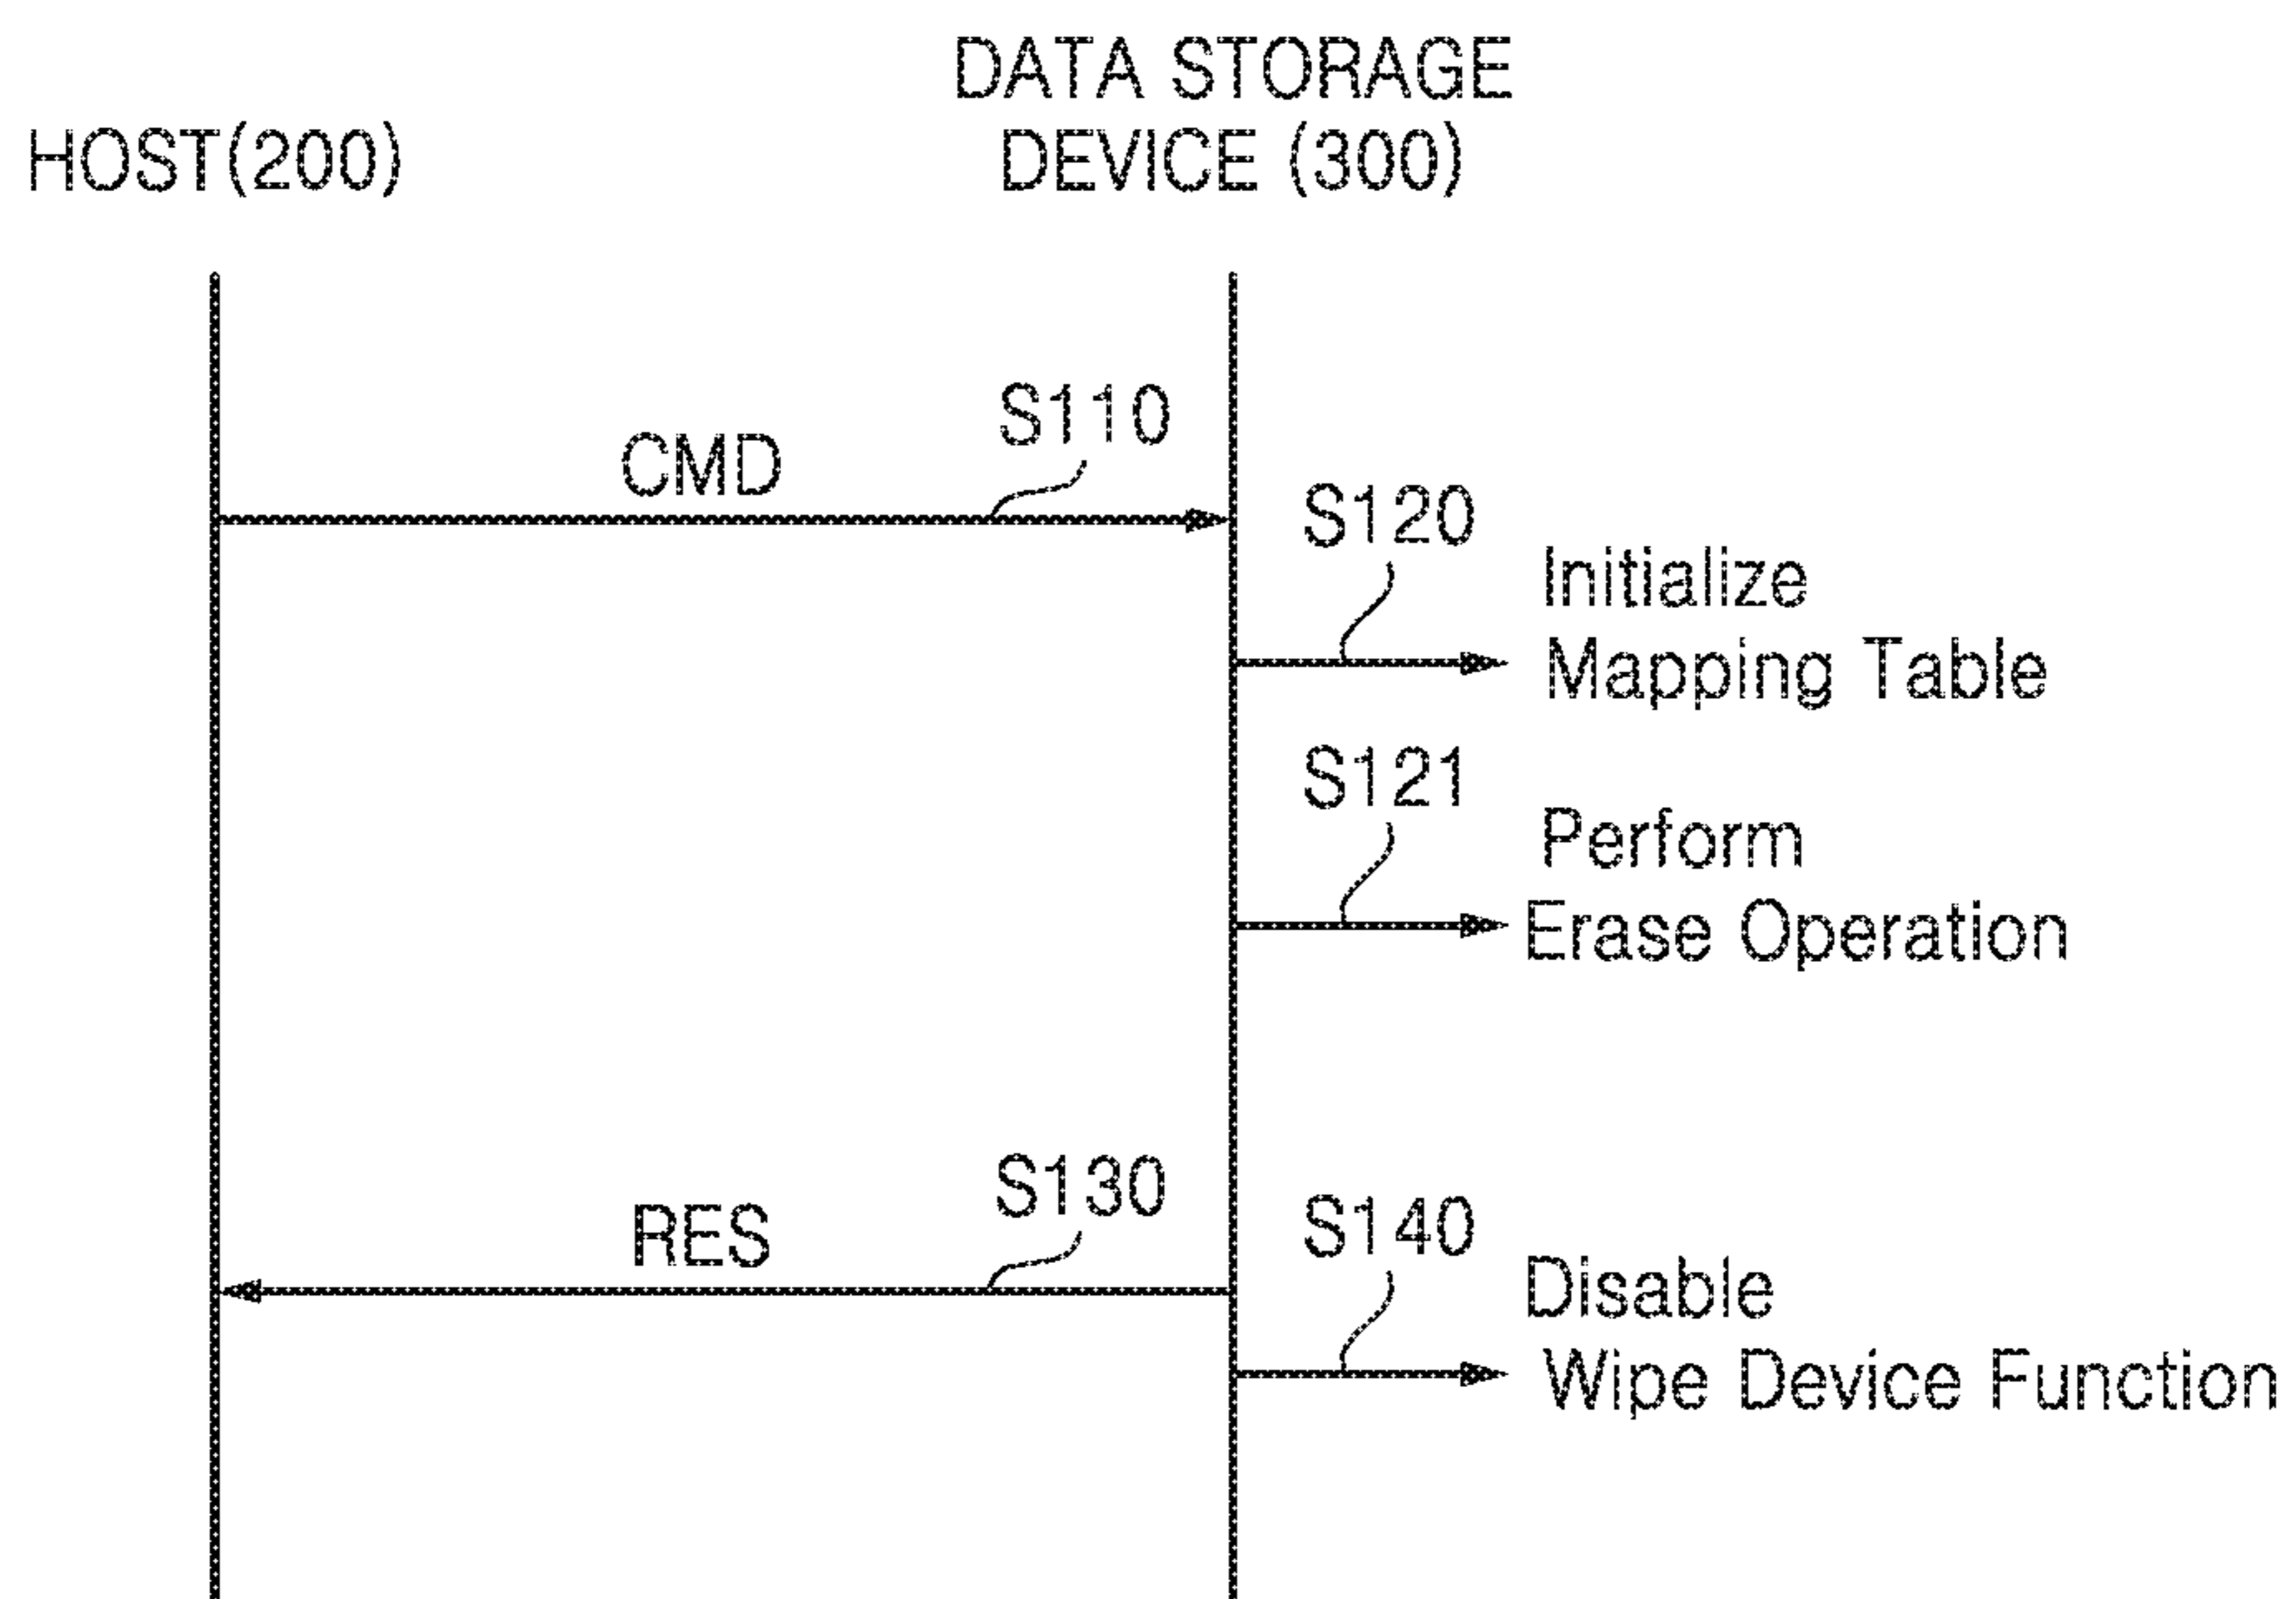 DATA STORAGE
HOST(200)
DEVICE (300)
S110
CMD
S120
Initialize
Mapping Table
S121
Perform
Erase Operation
S130
RES
S140
Disable
Wipe Device Function